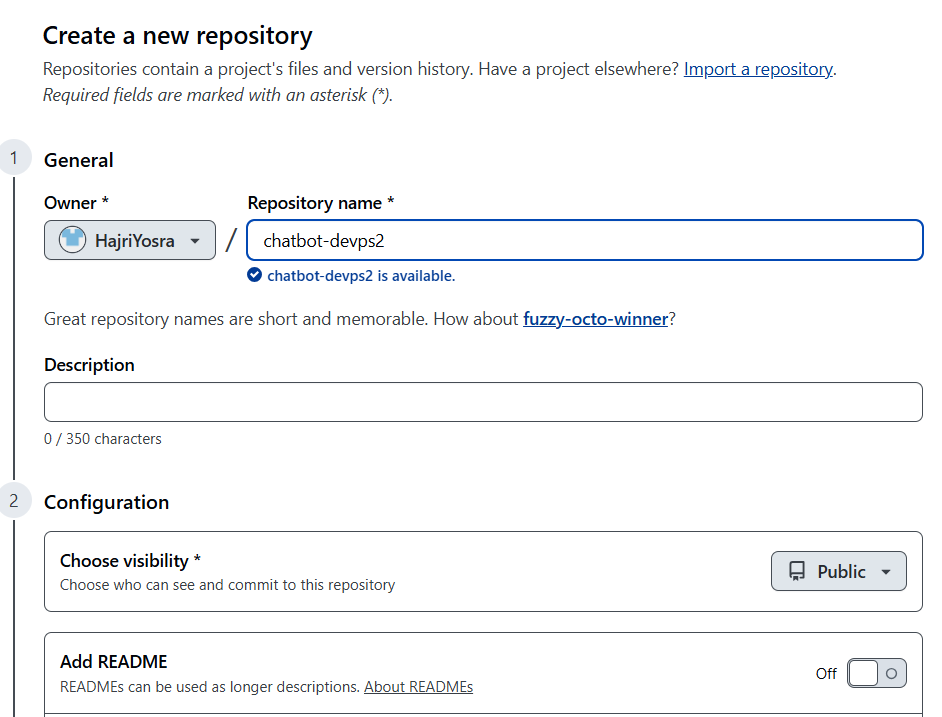 Create a new repository
Repositories contain a project's files and version history. Have a project elsewhere? Import a repository.
Required fields are marked with an asterisk (*).
1
General
Owner *
Repository name *
HajriYosra
/
chatbot-devps2
chatbot-devps2 is available.
Great repository names are short and memorable. How about fuzzy-octo-winner?
Description
0 / 350 characters
2
Configuration
Choose visibility *
Choose who can see and commit to this repository
Public
Add README
READMEs can be used as longer descriptions. About READMEs
Off